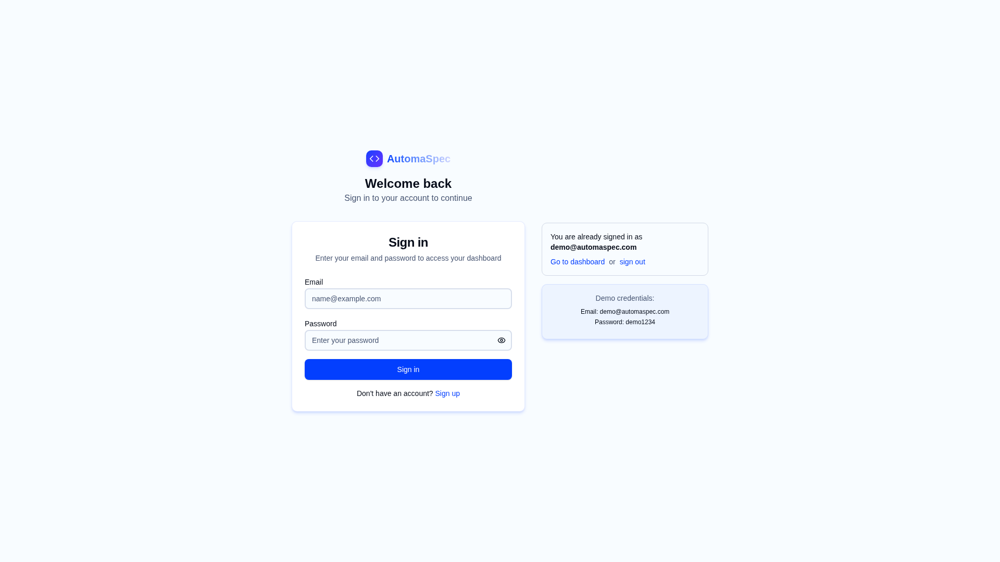 AutomaSpec
Welcome back
Sign in to your account to continue
Sign in
Enter your email and password to access your dashboard
Email
name@example.com
Password
Enter your password
Sign in
Don't have an account? Sign up
You are already signed in as
demo@automaspec.com
Go to dashboard or sign out
Demo credentials:
Email: demo@automaspec.com
Password: demo1234